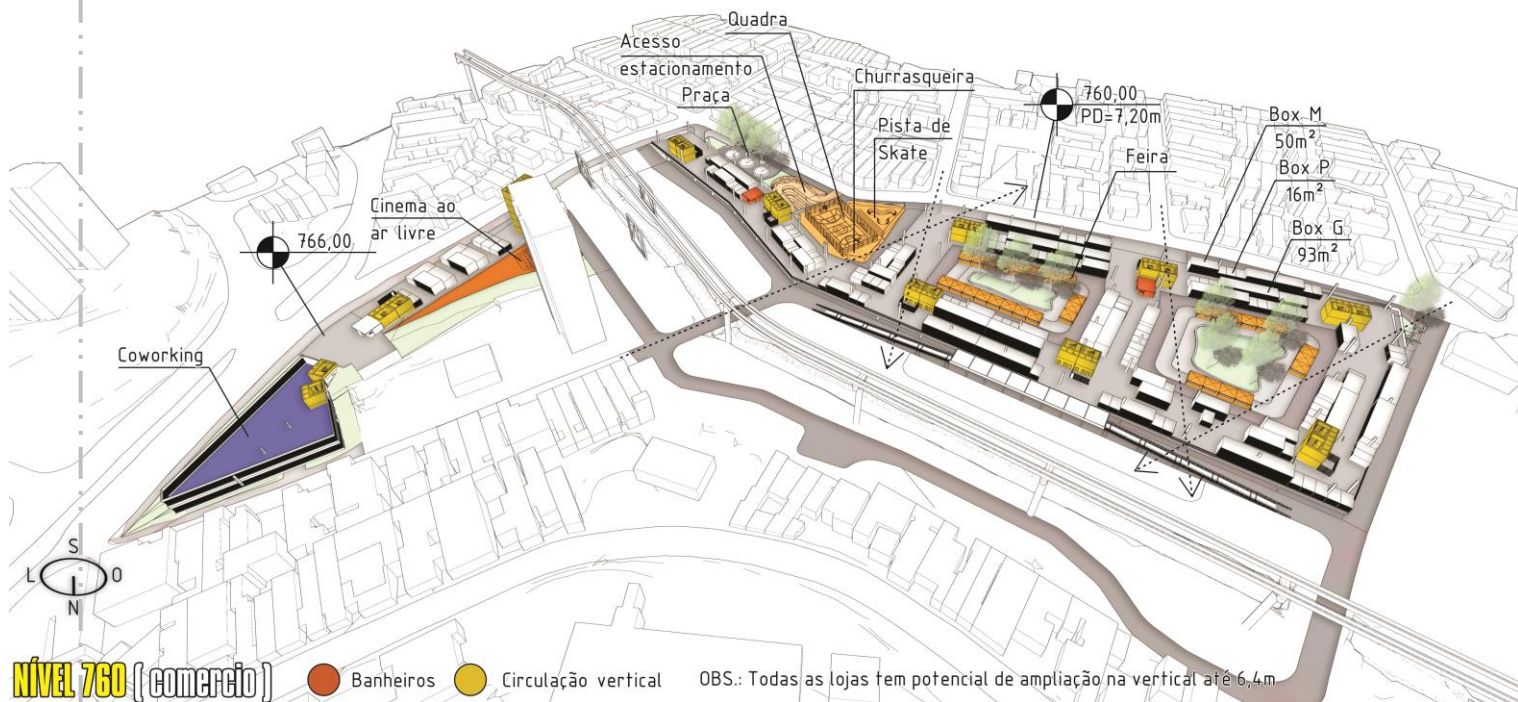 Quadra
Acesso
estacionamento
Praça
Churrasqueira
Pista de
Skate
760,00
PD=7,20m
Feira
Box M
50m²
Box P
16m²
Box G
93m²
Cinema ao
ar livre
766,00
Coworking
S
L O
N
NÍVEL 760 ( comercio )
Banheiros
Circulação vertical
OBS.: Todas as lojas tem potencial de ampliação na vertical até 6,4m